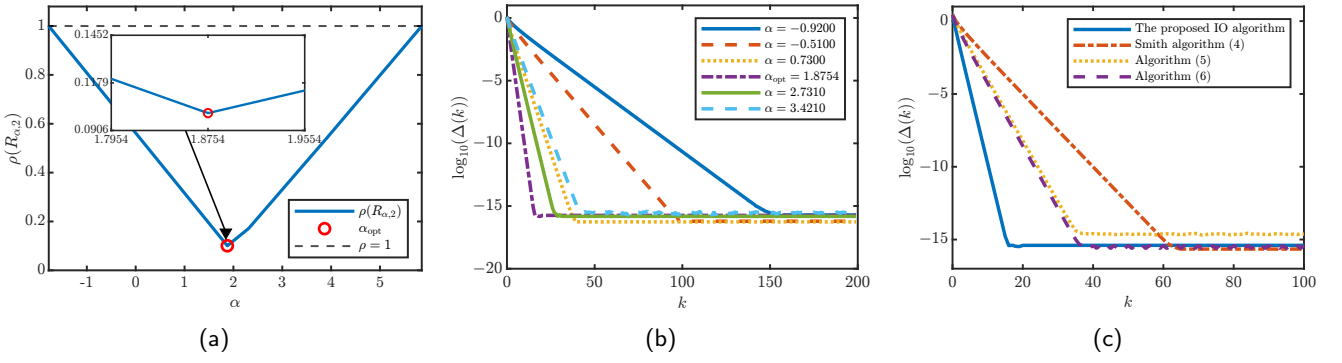 1
0.8
0.6
0.4
0.2
0
ρ(R_{α,2})
0.1452
0.1179
0.0906
1.7954
1.8754
1.9554
ρ(R_{α,2})
α_opt
ρ = 1
-1
0
1
2
3
4
5
α
(a)
0
−5
−10
−15
−20
log₁₀(Δ(k))
α = −0.9200
α = −0.5100
α = 0.7300
α_opt = 1.8754
α = 2.7310
α = 3.4210
0
50
100
150
200
k
(b)
0
−5
−10
−15
log₁₀(Δ(k))
The proposed IO algorithm
Smith algorithm (4)
Algorithm (5)
Algorithm (6)
0
20
40
60
80
100
k
(c)